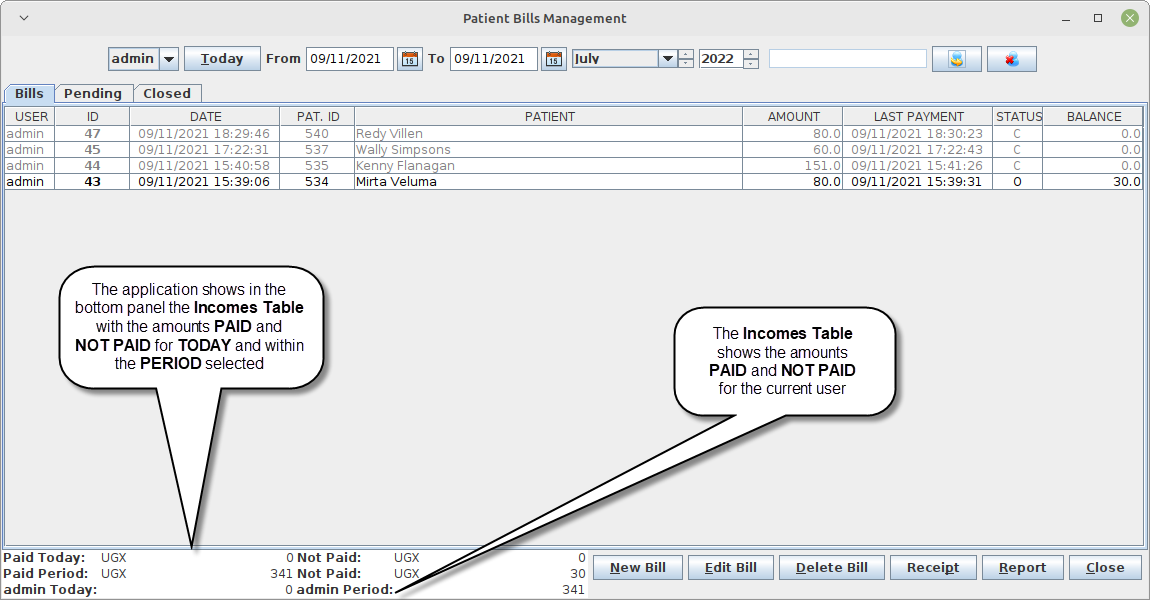 Patient Bills Management
admin Today From 09/11/2021 15 To 09/11/2021 15 July 2022
Bills Pending Closed
USER ID DATE PAT. ID PATIENT AMOUNT LAST PAYMENT STATUS BALANCE
admin 47 09/11/2021 18:29:46 540 Redy Villen 80.0 09/11/2021 18:30:23 C 0.0
admin 45 09/11/2021 17:22:31 537 Wally Simpsons 60.0 09/11/2021 17:22:43 C 0.0
admin 44 09/11/2021 15:40:58 535 Kenny Flanagan 151.0 09/11/2021 15:41:26 C 0.0
admin 43 09/11/2021 15:39:06 534 Mirta Veluma 80.0 09/11/2021 15:39:31 O 30.0
The application shows in the
bottom panel the Incomes Table
with the amounts PAID and
NOT PAID for TODAY and within
the PERIOD selected
The Incomes Table
shows the amounts
PAID and NOT PAID
for the current user
Paid Today: UGX 0 Not Paid: UGX 0
Paid Period: UGX 341 Not Paid: UGX 30
admin Today: 0 admin Period: 341
New Bill Edit Bill Delete Bill Receipt Report Close